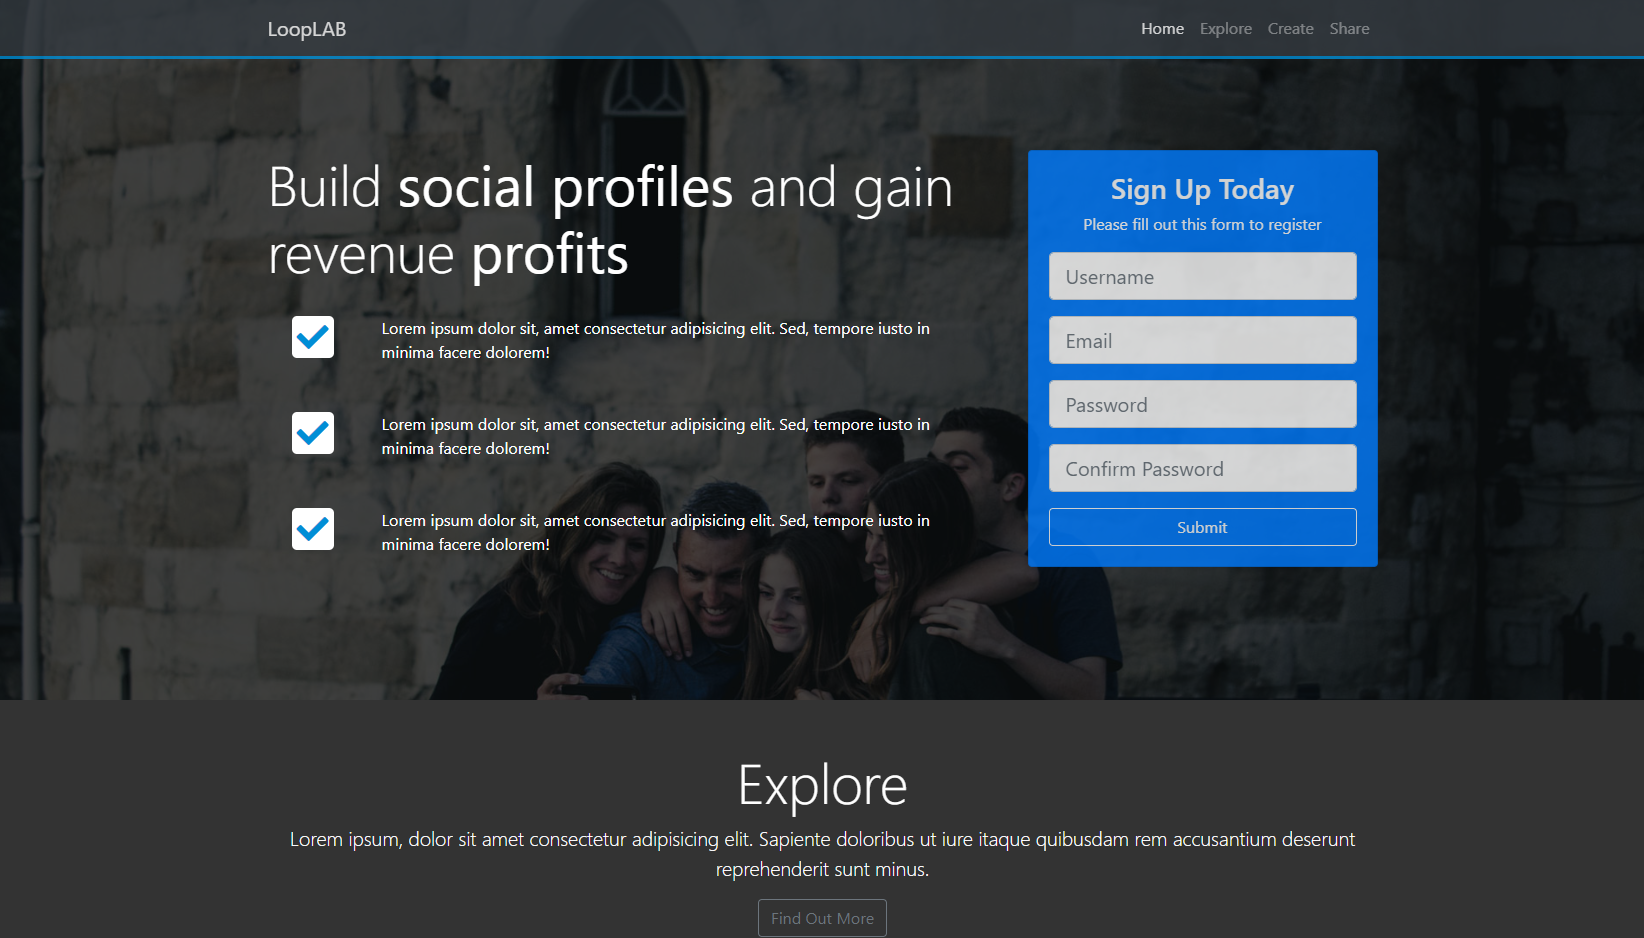 LoopLAB
Home Explore Create Share
Build social profiles and gain
revenue profits
Lorem ipsum dolor sit, amet consectetur adipisicing elit. Sed, tempore iusto in
minima facere dolorem!
Lorem ipsum dolor sit, amet consectetur adipisicing elit. Sed, tempore iusto in
minima facere dolorem!
Lorem ipsum dolor sit, amet consectetur adipisicing elit. Sed, tempore iusto in
minima facere dolorem!
Sign Up Today
Please fill out this form to register
Username
Email
Password
Confirm Password
Submit
Explore
Lorem ipsum, dolor sit amet consectetur adipisicing elit. Sapiente doloribus ut iure itaque quibusdam rem accusantium deserunt
reprehenderit sunt minus.
Find Out More